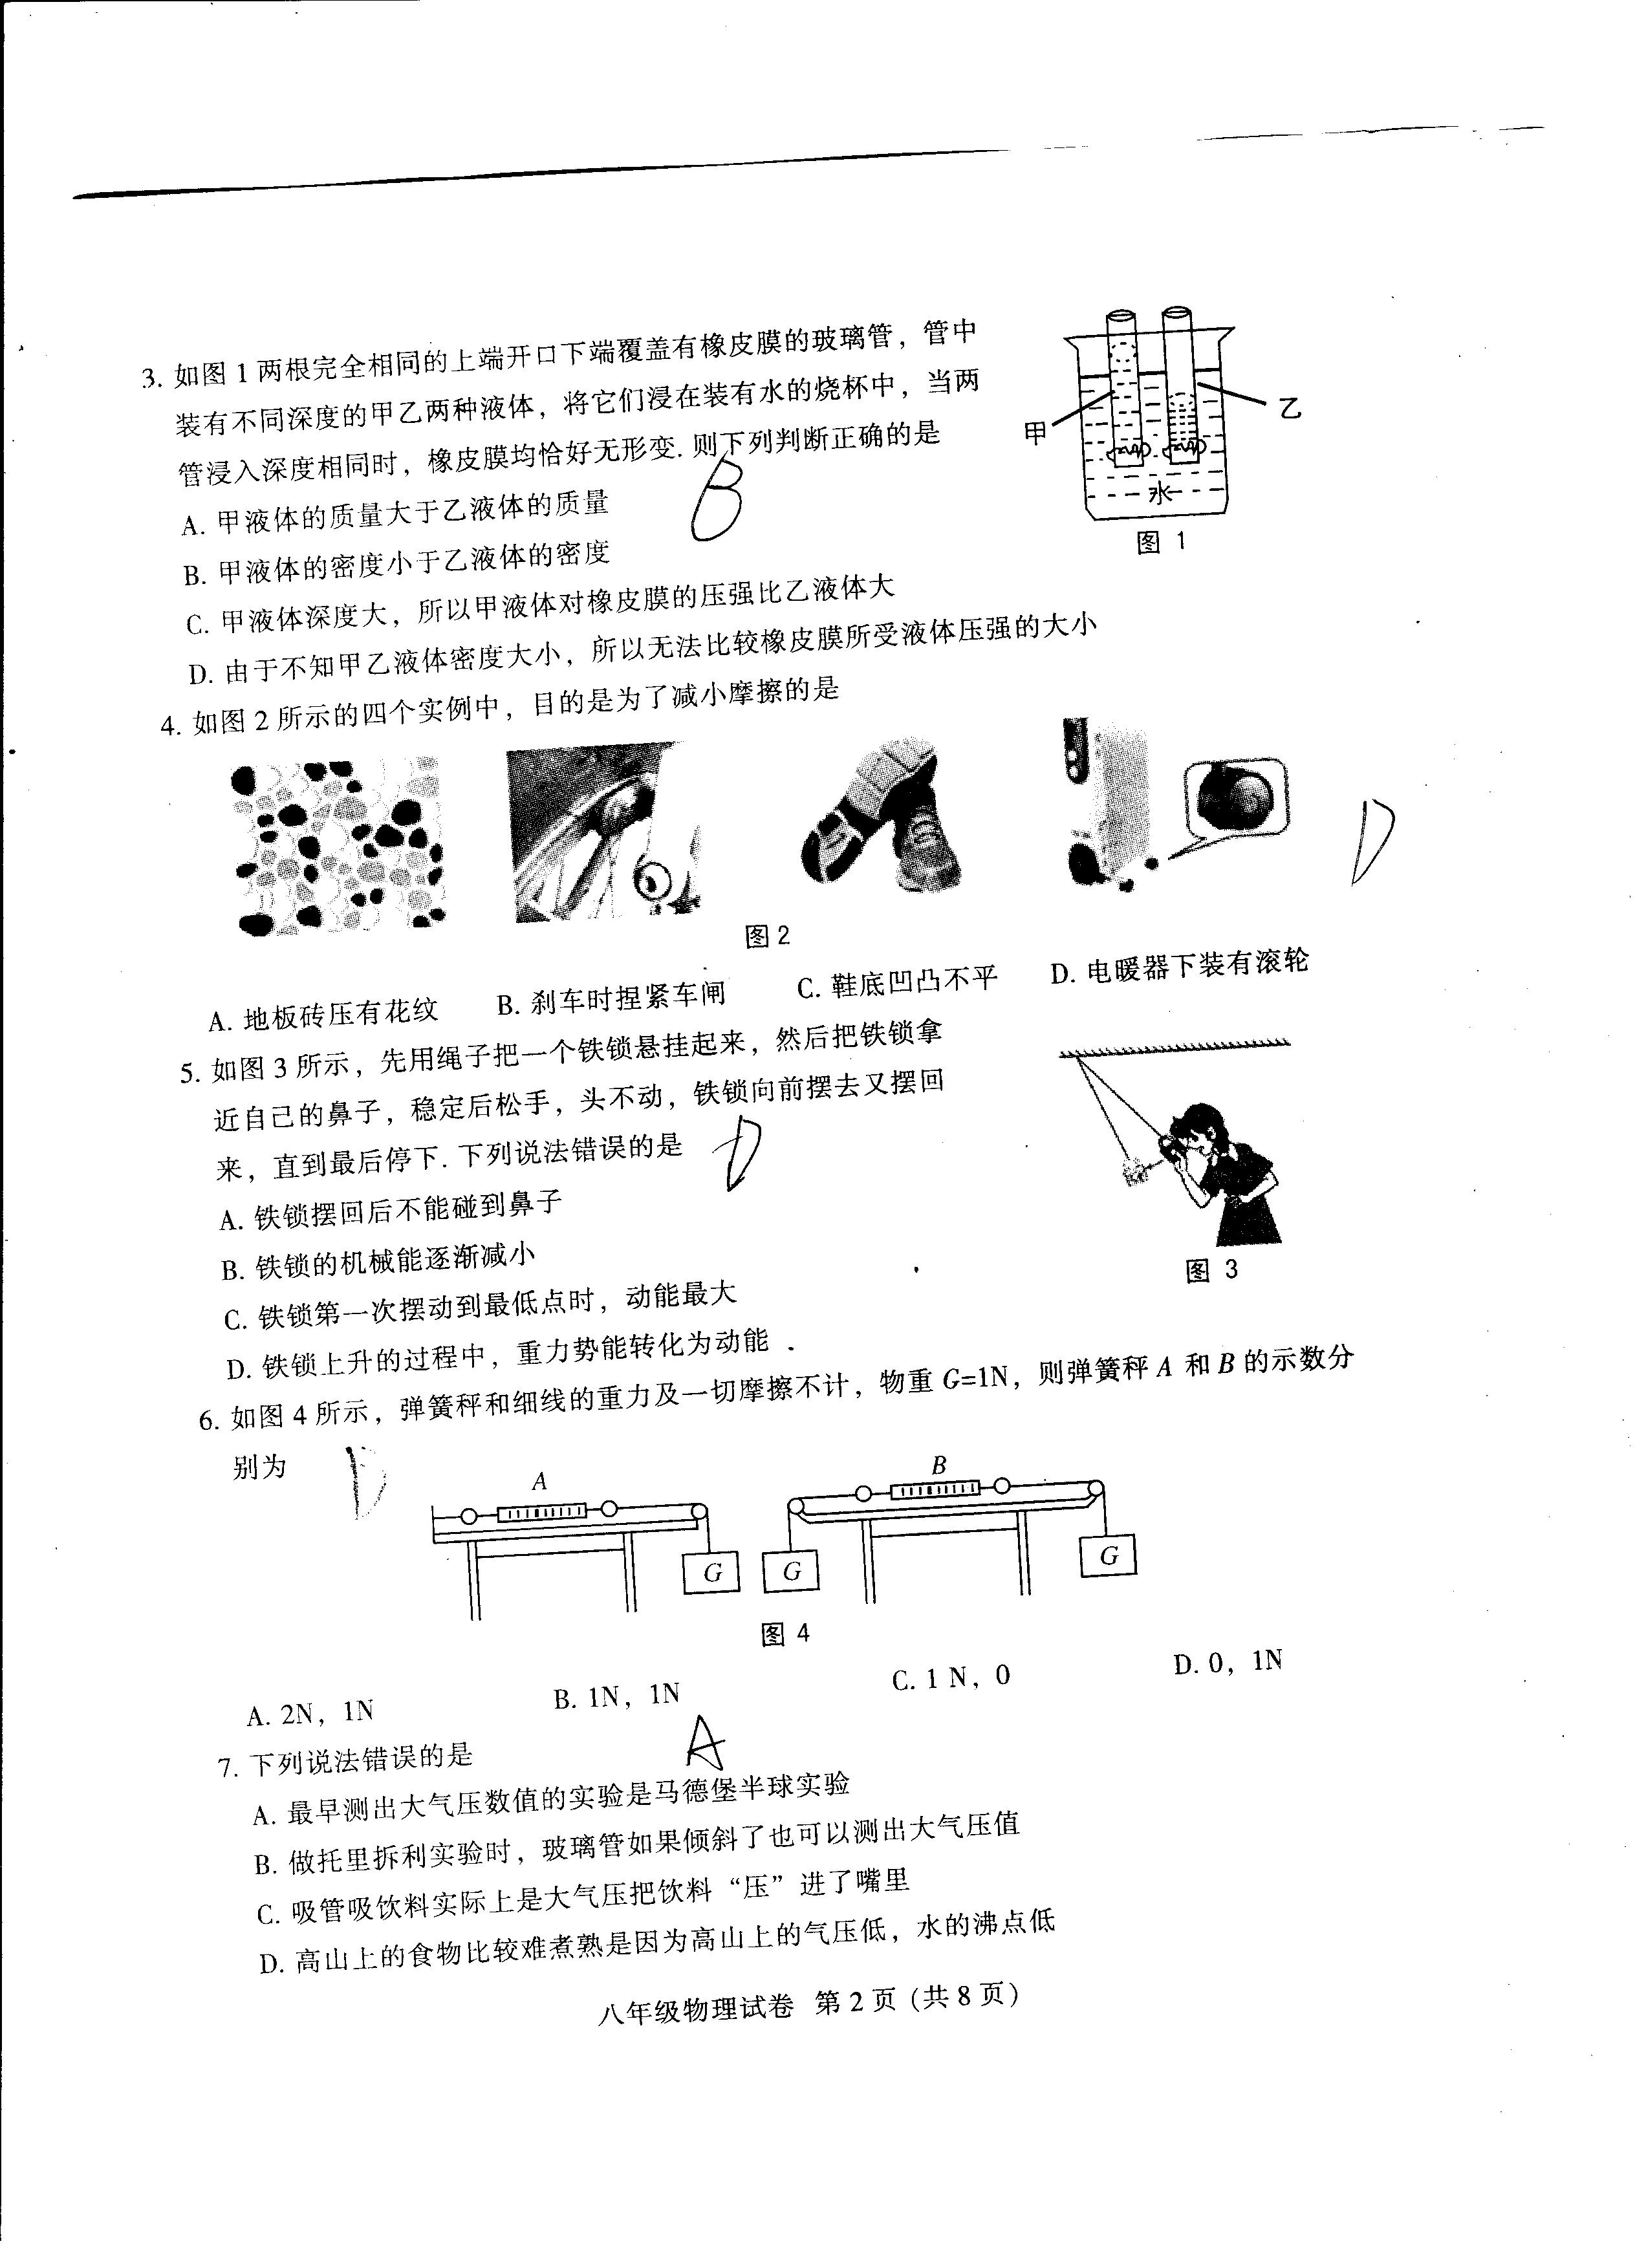 3. 如图 1 两根完全相同的上端开口下端覆盖有橡皮膜的玻璃管，管中
装有不同深度的甲乙两种液体，将它们浸在装有水的烧杯中，当两
管浸入深度相同时，橡皮膜均恰好无形变. 则下列判断正确的是
B
A. 甲液体的质量大于乙液体的质量
B. 甲液体的密度小于乙液体的密度
C. 甲液体深度大，所以甲液体对橡皮膜的压强比乙液体大
D. 由于不知甲乙液体密度大小，所以无法比较橡皮膜所受液体压强的大小
甲
乙
水
图 1
4. 如图 2 所示的四个实例中，目的是为了减小摩擦的是
D
图 2
A. 地板砖压有花纹 B. 刹车时捏紧车闸 C. 鞋底凹凸不平 D. 电暖器下装有滚轮
5. 如图 3 所示，先用绳子把一个铁锁悬挂起来，然后把铁锁拿
近自己的鼻子，稳定后松手，头不动，铁锁向前摆去又摆回
来，直到最后停下. 下列说法错误的是
D
A. 铁锁摆回后不能碰到鼻子
B. 铁锁的机械能逐渐减小
C. 铁锁第一次摆动到最低点时，动能最大
D. 铁锁上升的过程中，重力势能转化为动能 .
图 3
6. 如图 4 所示，弹簧秤和细线的重力及一切摩擦不计，物重 G=1N，则弹簧秤 A 和 B 的示数分
别为
D
A
B
G
G
G
图 4
A. 2N，1N B. 1N，1N C. 1 N，0 D. 0，1N
7. 下列说法错误的是
A
A. 最早测出大气压数值的实验是马德堡半球实验
B. 做托里拆利实验时，玻璃管如果倾斜了也可以测出大气压值
C. 吸管吸饮料实际上是大气压把饮料“压”进了嘴里
D. 高山上的食物比较难煮熟是因为高山上的气压低，水的沸点低
八年级物理试卷 第 2 页 (共 8 页)